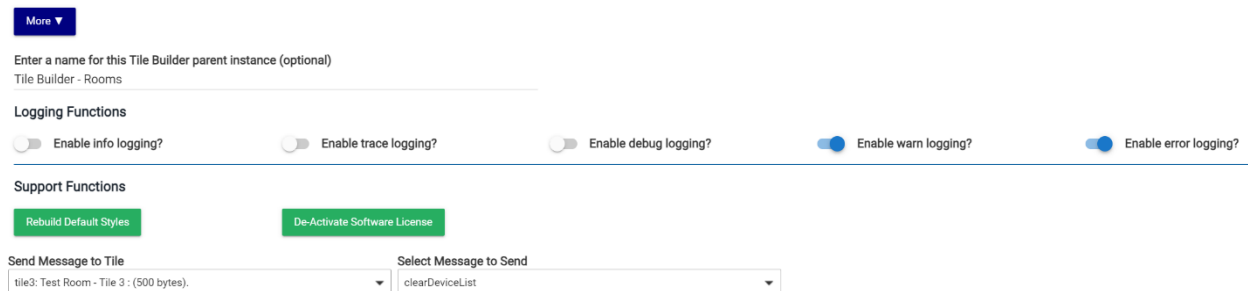 More ▼
Enter a name for this Tile Builder parent instance (optional)
Tile Builder - Rooms
Logging Functions
Enable info logging? Enable trace logging? Enable debug logging? Enable warn logging? Enable error logging?
Support Functions
Rebuild Default Styles De-Activate Software License
Send Message to Tile Select Message to Send
tile3: Test Room - Tile 3 : (500 bytes). clearDeviceList